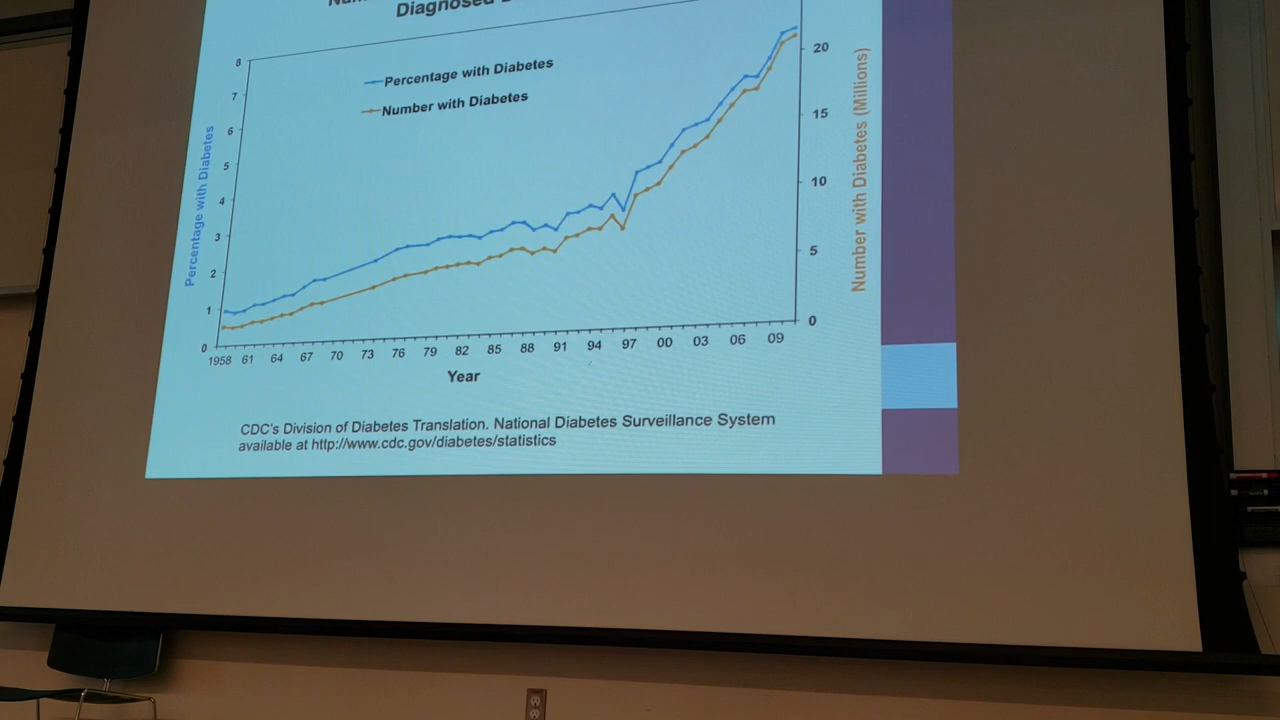 Diagnosed
8
7
6
5
4
3
2
1
0
Percentage with Diabetes
Percentage with Diabetes
Number with Diabetes
20
15
10
5
0
Number with Diabetes (Millions)
1958 61 64 67 70 73 76 79 82 85 88 91 94 97 00 03 06 09
Year
CDC's Division of Diabetes Translation. National Diabetes Surveillance System
available at http://www.cdc.gov/diabetes/statistics